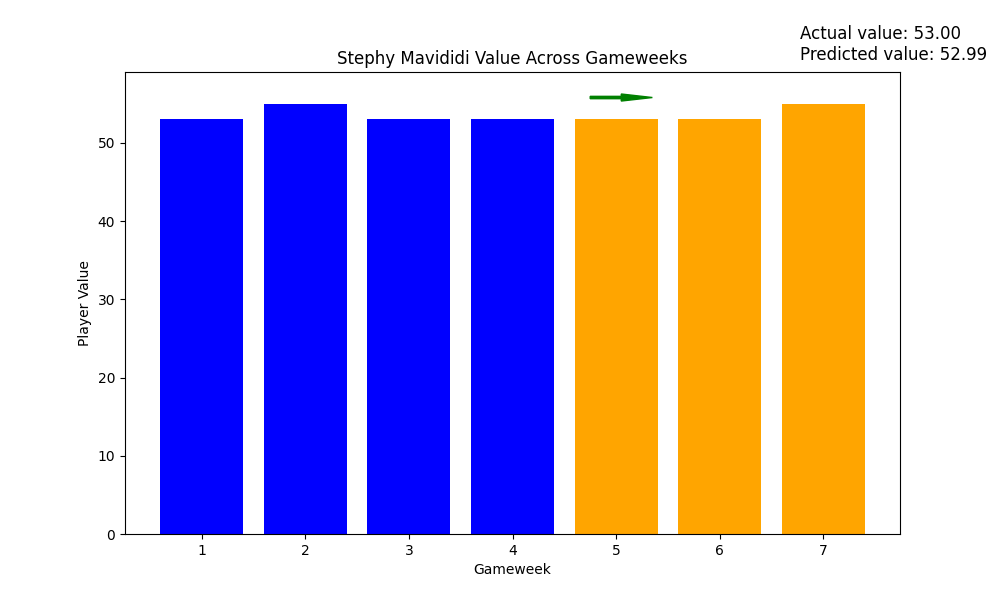 Actual value: 53.00
Predicted value: 52.99
Stephy Mavididi Value Across Gameweeks
Player Value
50
40
30
20
10
0
1 2 3 4 5 6 7
Gameweek